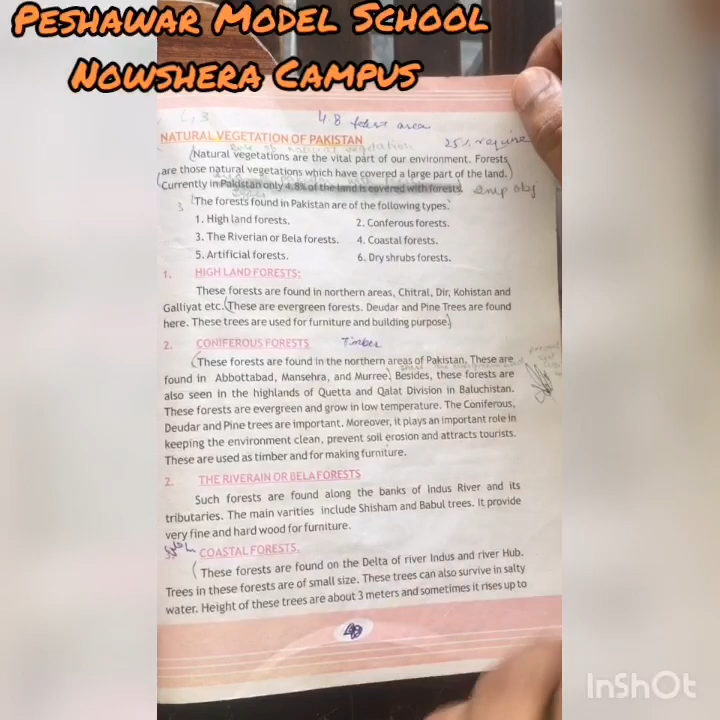 PESHAWAR MODEL SCHOOL
NOWSHERA CAMPUS
4.8 forest area
NATURAL VEGETATION OF PAKISTAN
25% require
Natural vegetations are the vital part of our environment. Forests
are those natural vegetations which have covered a large part of the land.
Currently in Pakistan only 4.8% of the land is covered with forests. Imp obj
The forests found in Pakistan are of the following types.
1. High land forests. 2. Conferous forests.
3. The Riverian or Bela forests. 4. Coastal forests.
5. Artificial forests. 6. Dry shrubs forests.
1. HIGH LAND FORESTS:
These forests are found in northern areas, Chitral, Dir, Kohistan and
Galliyat etc. (These are evergreen forests. Deudar and Pine Trees are found
here. These trees are used for furniture and building purpose)
2. CONIFEROUS FORESTS Timber
(These forests are found in the northern areas of Pakistan. These are
found in Abbottabad, Mansehra, and Murree) Besides, these forests are
also seen in the highlands of Quetta and Qalat Division in Baluchistan.
These forests are evergreen and grow in low temperature. The Coniferous,
Deudar and Pine trees are important. Moreover, it plays an important role in
keeping the environment clean, prevent soil erosion and attracts tourists.
These are used as timber and for making furniture.
2. THE RIVERAIN OR BELA FORESTS
Such forests are found along the banks of Indus River and its
tributaries. The main varities include Shisham and Babul trees. It provide
very fine and hard wood for furniture.
COASTAL FORESTS.
(These forests are found on the Delta of river Indus and river Hub.
Trees in these forests are of small size. These trees can also survive in salty
water. Height of these trees are about 3 meters and sometimes it rises up to
InShOt